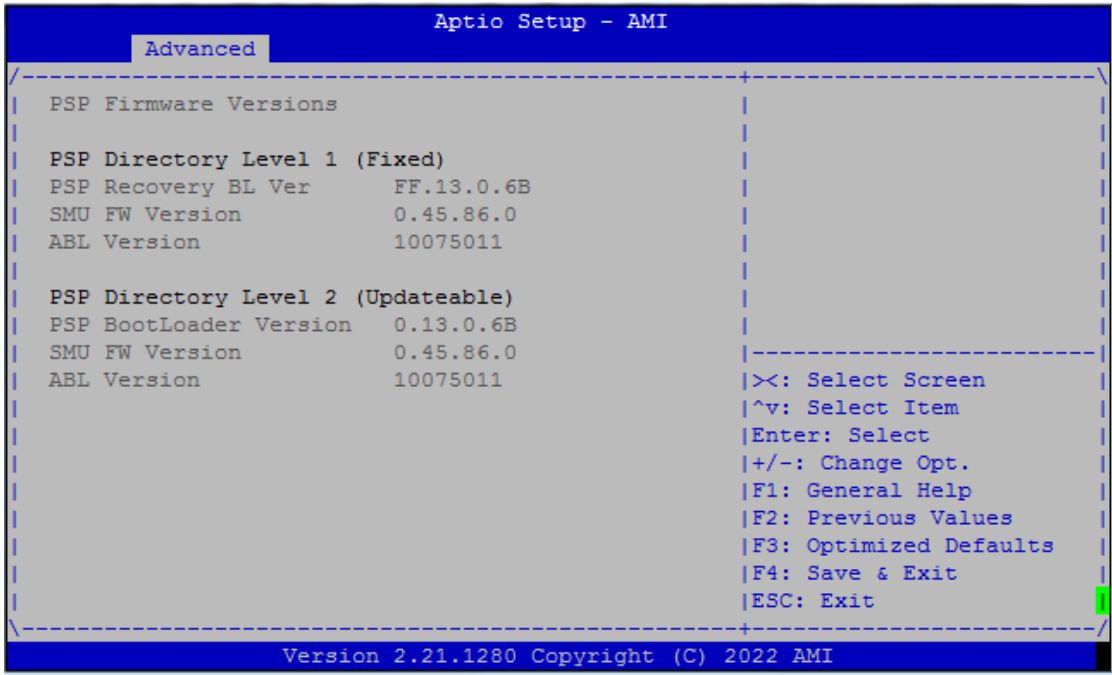 Aptio Setup - AMI
Advanced
PSP Firmware Versions
PSP Directory Level 1 (Fixed)
PSP Recovery BL Ver FF.13.0.6B
SMU FW Version 0.45.86.0
ABL Version 10075011
PSP Directory Level 2 (Updateable)
PSP BootLoader Version 0.13.0.6B
SMU FW Version 0.45.86.0
ABL Version 10075011
><: Select Screen
^v: Select Item
Enter: Select
+/-: Change Opt.
F1: General Help
F2: Previous Values
F3: Optimized Defaults
F4: Save & Exit
ESC: Exit
Version 2.21.1280 Copyright (C) 2022 AMI